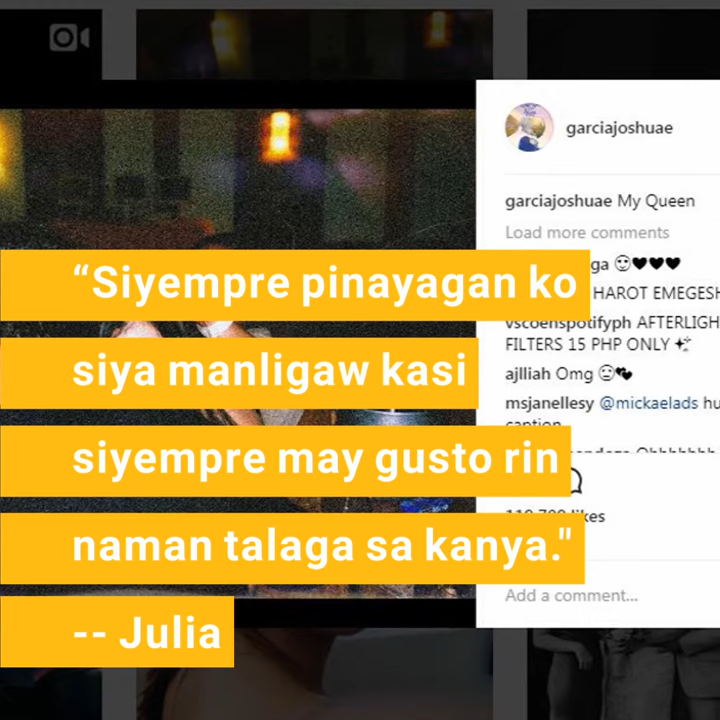 garciajoshuae
garciajoshuae My Queen
Load more comments
ga
HAROT EMEGESH
vscoenspotifyph AFTERLIGH
FILTERS 15 PHP ONLY
ajlliah Omg
msjanellesy @mickaelads hu
caption
likes
Add a comment...
“Siyempre pinayagan ko
siya manligaw kasi
siyempre may gusto rin
naman talaga sa kanya."
-- Julia